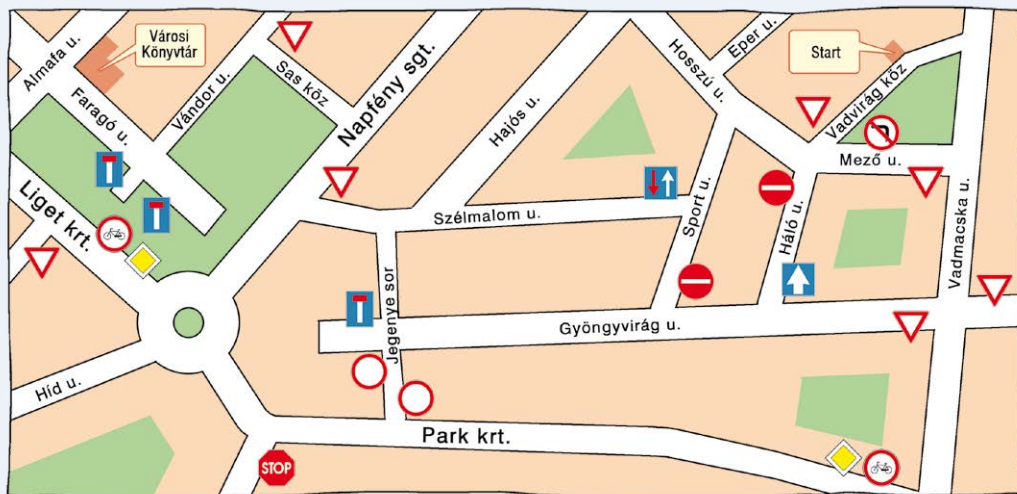 Almafa u.
Városi
Könyvtár
Faragó u.
Vándor u.
Sas köz
Napfény sgt.
Hajós u.
Hosszú u.
Eper u.
Start
Vadvirág köz
Mező u.
Liget krt.
Szélmalom u.
Sport u.
Háló u.
Vadmacska u.
Jegenye sor
Gyöngyvirág u.
Híd u.
Park krt.
STOP